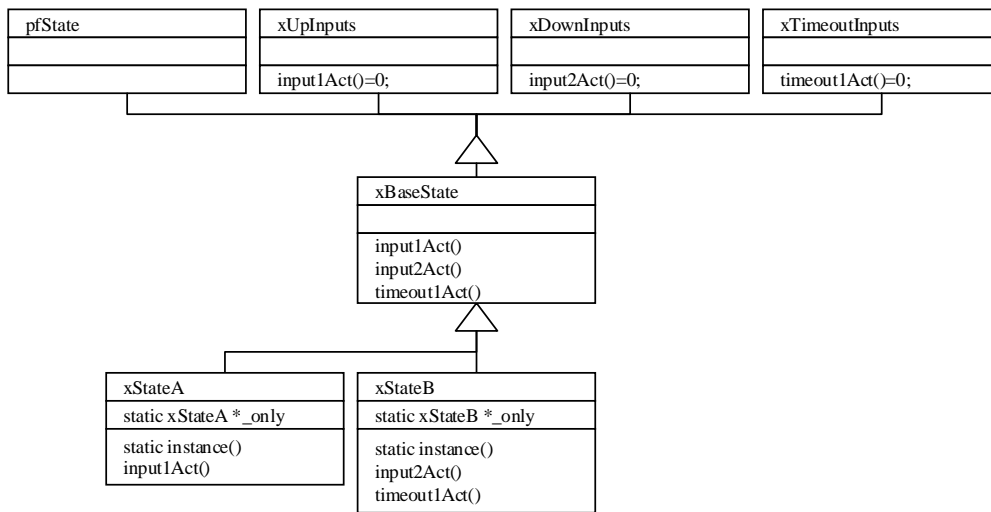 pfState
xUpInputs
input1Act()=0;
xDownInputs
input2Act()=0;
xTimeoutInputs
timeout1Act()=0;
xBaseState
input1Act()
input2Act()
timeout1Act()
xStateA
static xStateA *_only
static instance()
input1Act()
xStateB
static xStateB *_only
static instance()
input2Act()
timeout1Act()